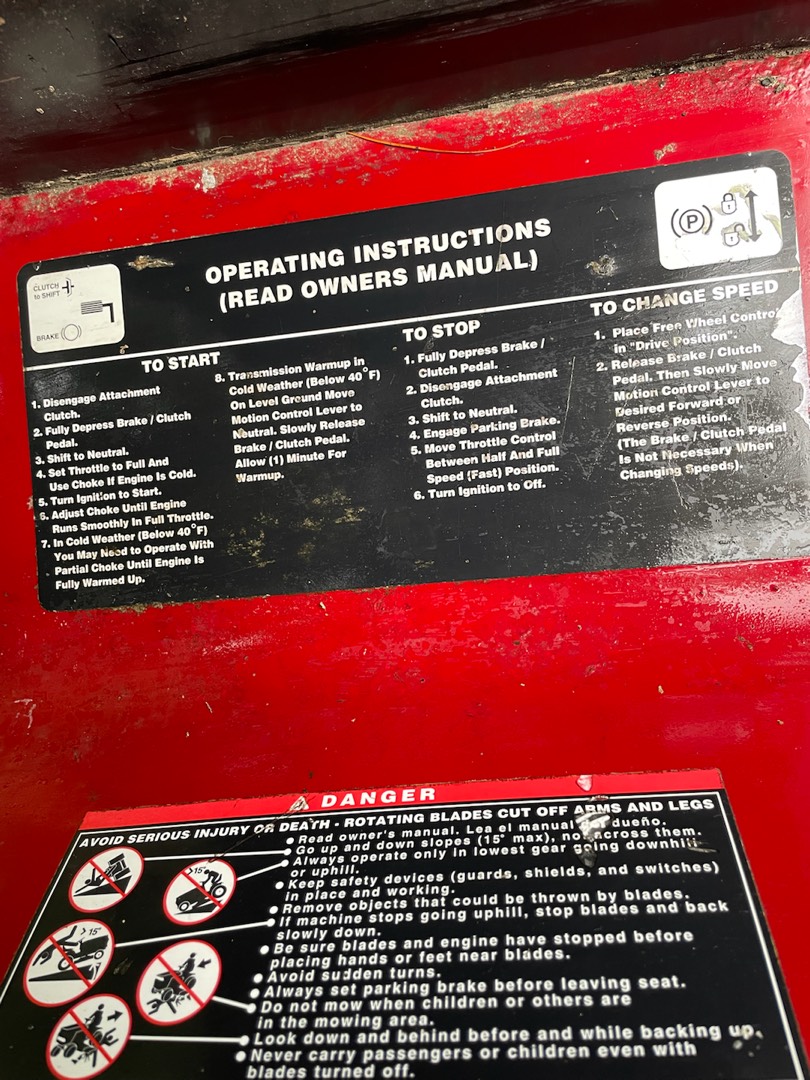 CLUTCH
to SHIFT
BRAKE
OPERATING INSTRUCTIONS
(READ OWNERS MANUAL)
P
TO START
1. Disengage Attachment
Clutch.
2. Fully Depress Brake / Clutch
Pedal.
3. Shift to Neutral.
4. Set Throttle to Full And
Use Choke If Engine Is Cold.
5. Turn Ignition to Start.
6. Adjust Choke Until Engine
Runs Smoothly In Full Throttle.
7. In Cold Weather (Below 40°F)
You May Need to Operate With
Partial Choke Until Engine Is
Fully Warmed Up.
8. Transmission Warmup in
Cold Weather (Below 40°F)
On Level Ground Move
Motion Control Lever to
Neutral. Slowly Release
Brake / Clutch Pedal.
Allow (1) Minute For
Warmup.
TO STOP
1. Fully Depress Brake /
Clutch Pedal.
2. Disengage Attachment
Clutch.
3. Shift to Neutral.
4. Engage Parking Brake.
5. Move Throttle Control
Between Half And Full
Speed (Fast) Position.
6. Turn Ignition to Off.
TO CHANGE SPEED
1. Place Free Wheel Control
in "Drive Position".
2. Release Brake / Clutch
Pedal. Then Slowly Move
Motion Control Lever to
Desired Forward or
Reverse Position.
(The Brake / Clutch Pedal
Is Not Necessary When
Changing Speeds).
DANGER
AVOID SERIOUS INJURY OR DEATH - ROTATING BLADES CUT OFF ARMS AND LEGS
• Read owner's manual. Lea el manual del dueño.
• Go up and down slopes (15° max), not across them.
• Always operate only in lowest gear going downhill
or uphill.
• Keep safety devices (guards, shields, and switches)
in place and working.
• Remove objects that could be thrown by blades.
• If machine stops going uphill, stop blades and back
slowly down.
• Be sure blades and engine have stopped before
placing hands or feet near blades.
• Avoid sudden turns.
• Always set parking brake before leaving seat.
• Do not mow when children or others are
in the mowing area.
• Look down and behind before and while backing up.
• Never carry passengers or children even with
blades turned off.
>15°
>15°